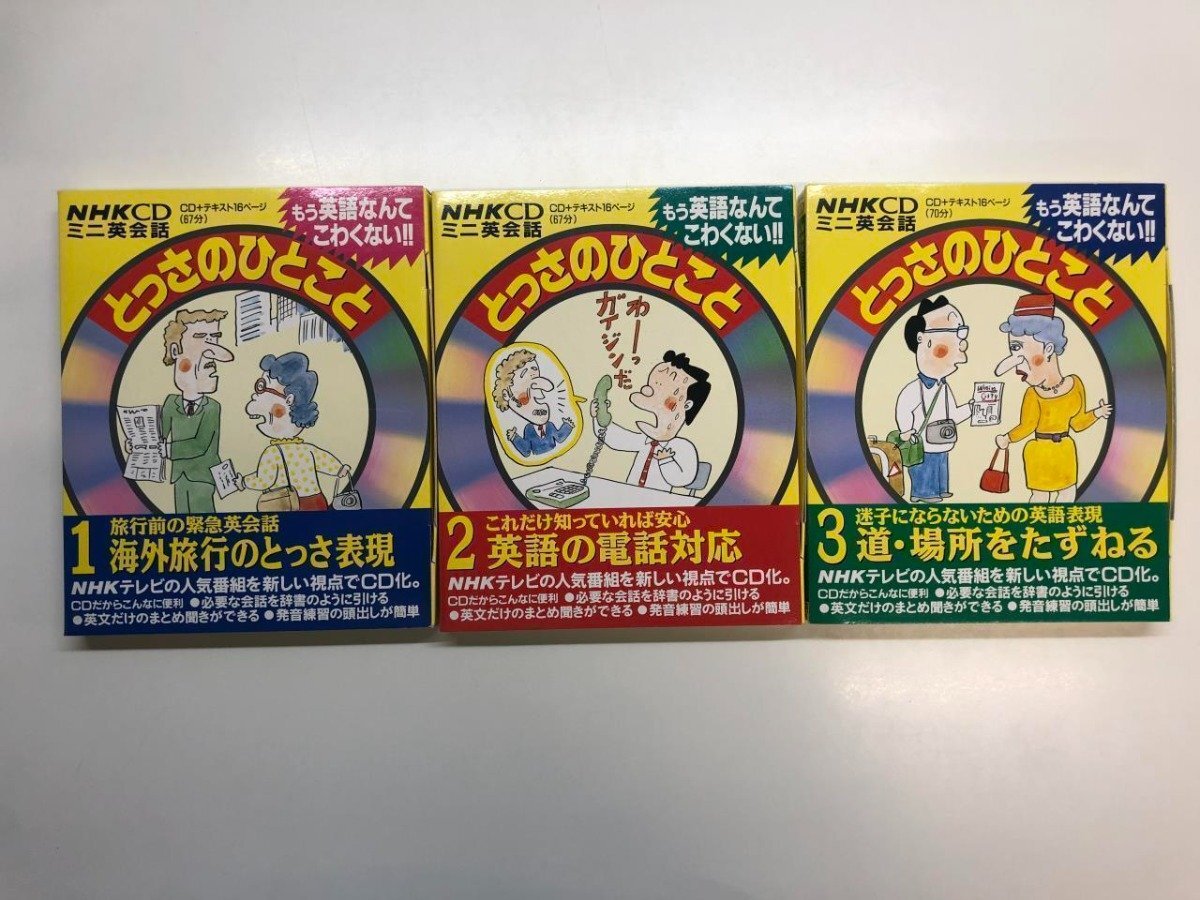 NHK CD
ミニ英会話
CD+テキスト16ページ
(67分)
もう英語なんて
こわくない!!
とっさのひとこと
1 旅行前の緊急英会話
海外旅行のとっさ表現
NHKテレビの人気番組を新しい視点でCD化。
CDだからこんなに便利 ●必要な会話を辞書のように引ける
●英文だけのまとめ聞きができる ●発音練習の頭出しが簡単
NHK CD
ミニ英会話
CD+テキスト16ページ
(67分)
もう英語なんて
こわくない!!
とっさのひとこと
わーーっ
ガイジンだ
2 これだけ知っていれば安心
英語の電話対応
NHKテレビの人気番組を新しい視点でCD化。
CDだからこんなに便利 ●必要な会話を辞書のように引ける
●英文だけのまとめ聞きができる ●発音練習の頭出しが簡単
NHK CD
ミニ英会話
CD+テキスト16ページ
(70分)
もう英語なんて
こわくない!!
とっさのひとこと
3 迷子にならないための英語表現
道・場所をたずねる
NHKテレビの人気番組を新しい視点でCD化。
CDだからこんなに便利 ●必要な会話を辞書のように引ける
●英文だけのまとめ聞きができる ●発音練習の頭出しが簡単